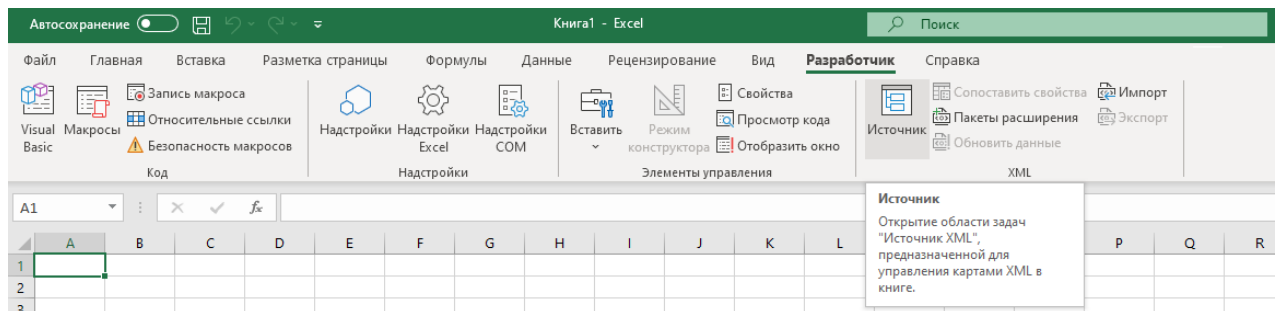 Автосохранение
Книга1 - Excel
Поиск
Файл Главная Вставка Разметка страницы Формулы Данные Рецензирование Вид Разработчик Справка
Visual Basic
Макросы
Запись макроса
Относительные ссылки
Безопасность макросов
Код
Надстройки
Надстройки Excel
Надстройки COM
Надстройки
Вставить
Режим конструктора
Свойства
Просмотр кода
Отобразить окно
Элементы управления
Источник
Сопоставить свойства
Пакеты расширения
Обновить данные
Импорт
Экспорт
XML
A1
fx
Источник
Открытие области задач
"Источник XML",
предназначенной для
управления картами XML в
книге.
A B C D E F G H I J K L P Q R
1
2
3